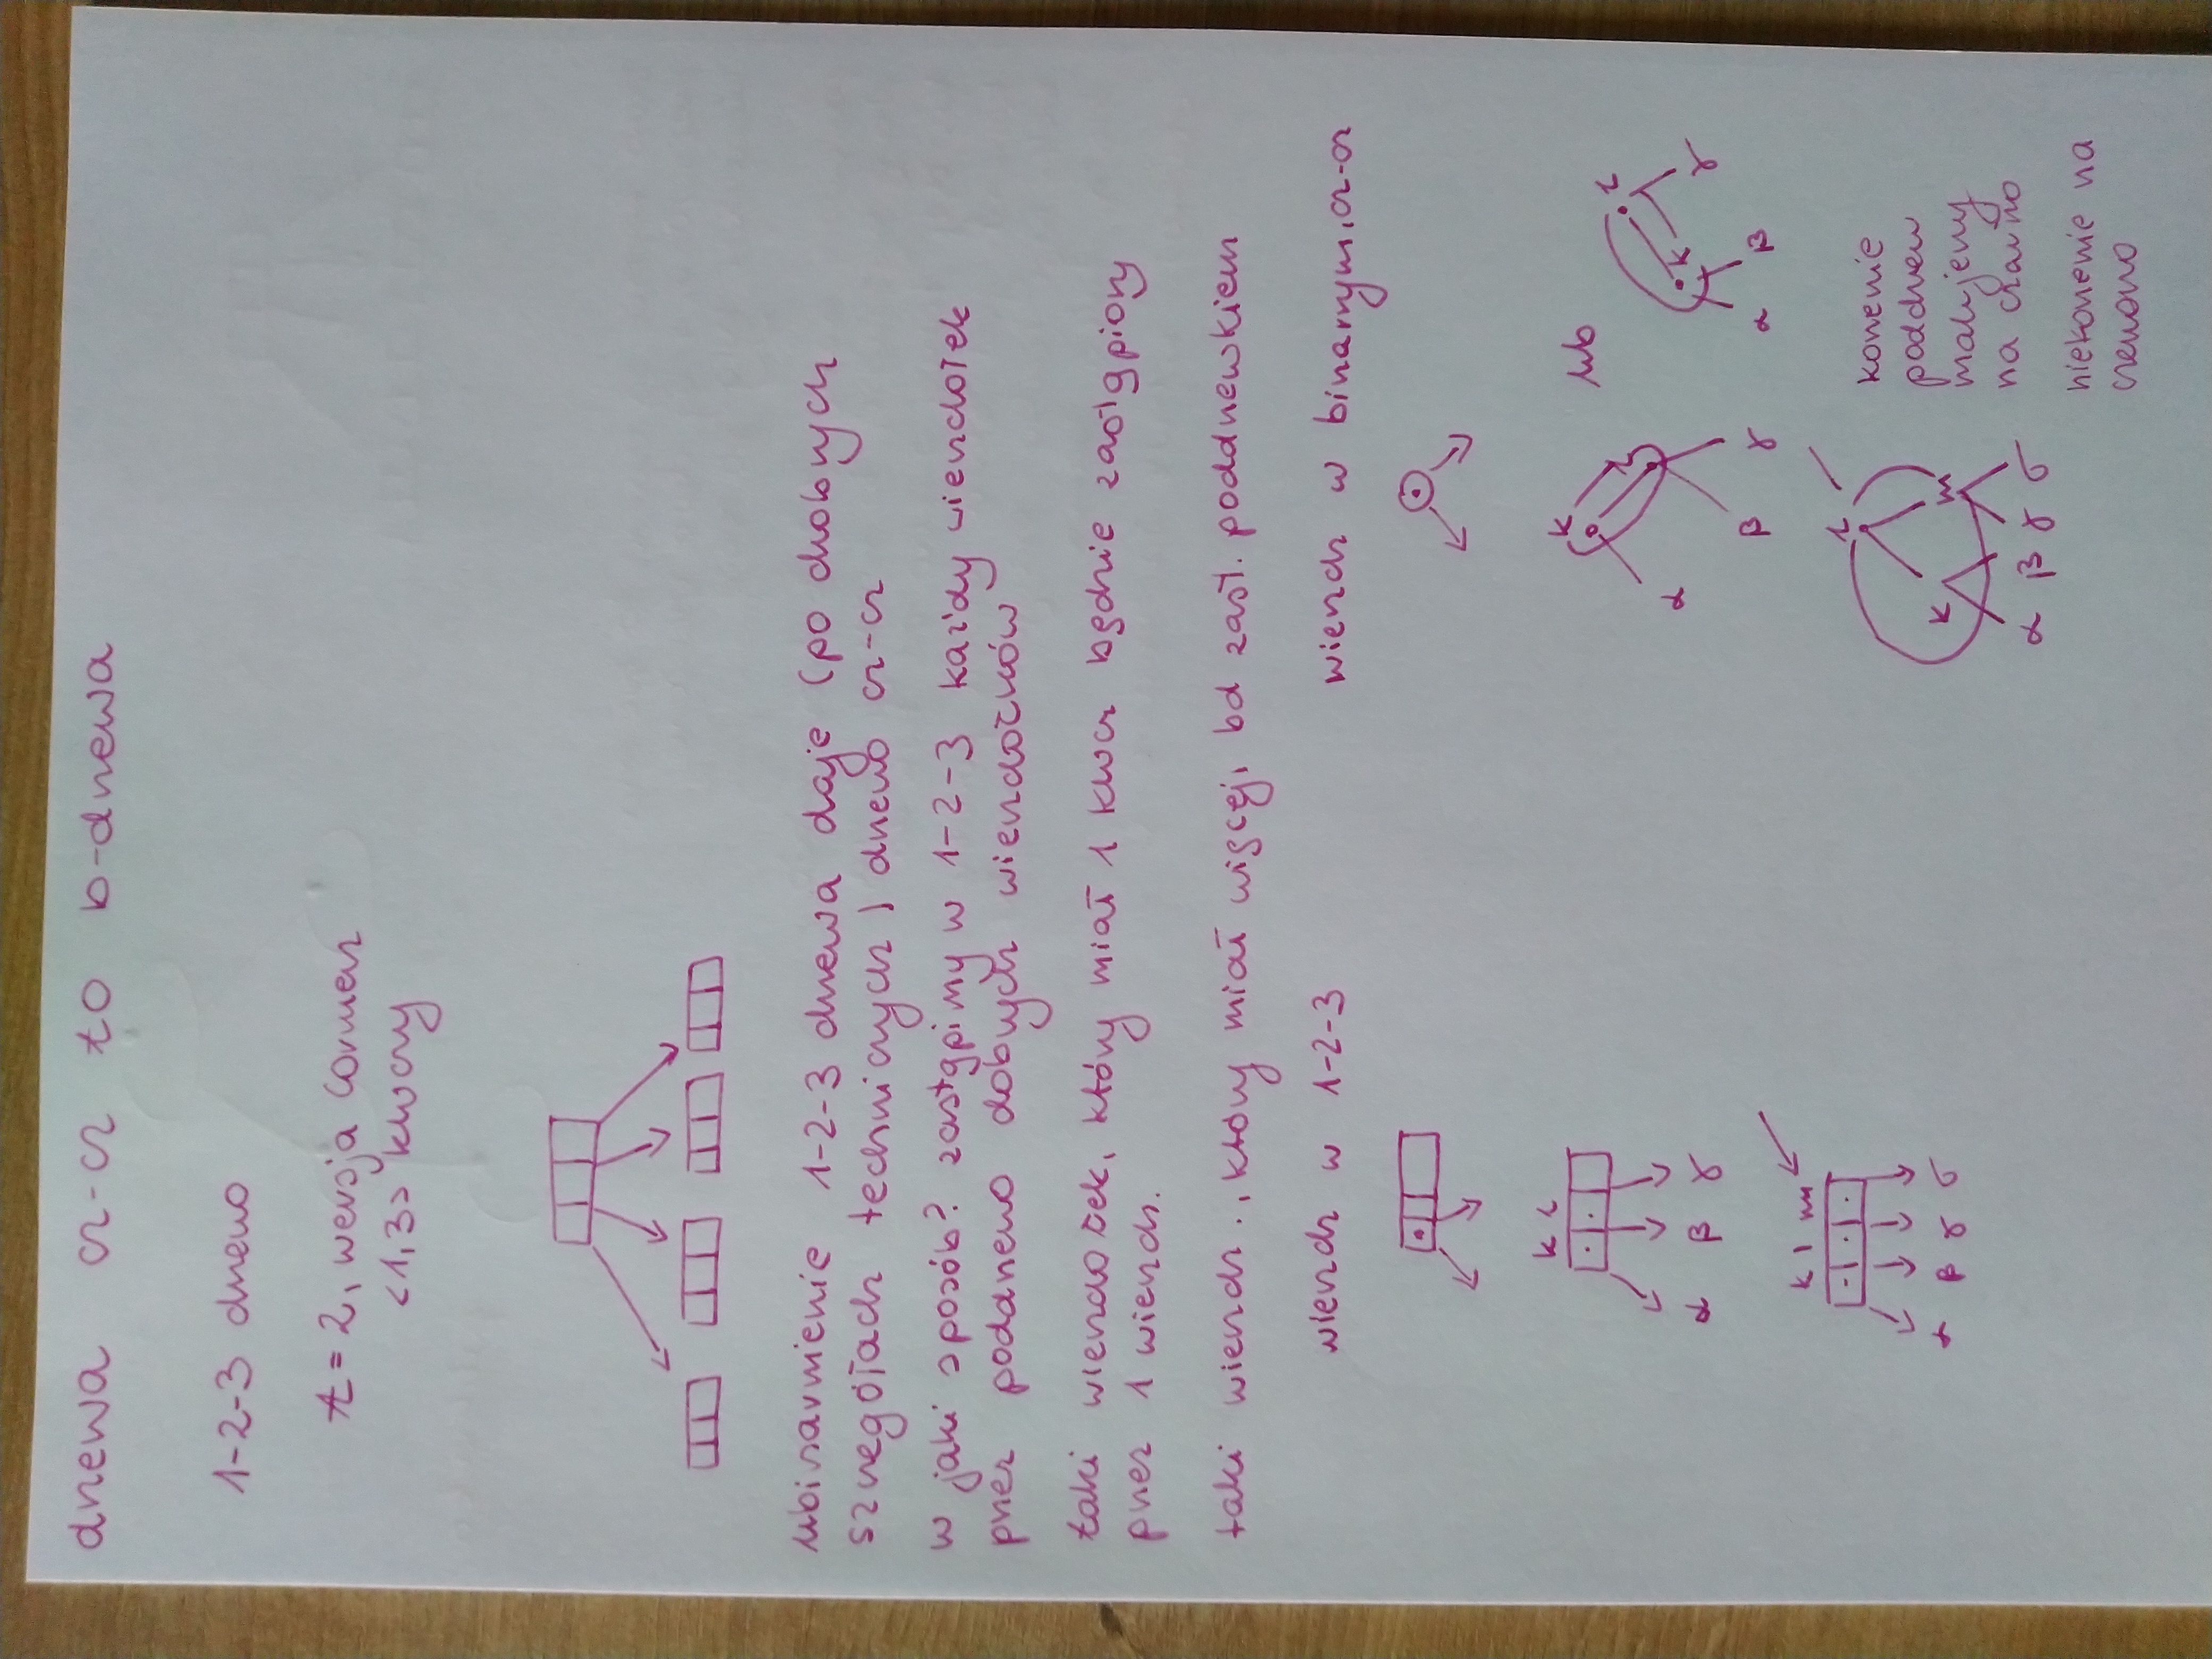 drzewa cz-cz to b-drzewa
1-2-3 drzewo
t = 2, wersja Cormen
<1,3> kluczy
ubinarnienie 1-2-3 drzewa daje (po drobnych
szczegółach technicznych) drzewo cz-cz
w jaki sposób? zastąpimy w 1-2-3 każdy wierzchołek
przez poddrzewo dobrych wierzchołków
taki wierzchołek, który miał 1 klucz będzie zastąpiony
przez 1 wierzch.
taki wierzch., który miał więcej, bd zast. poddrzewkiem
wierzch w 1-2-3 wierzch w binarnym, cz-cz
k l
k
lub
l
l
k
α β γ
α
β γ
α β
γ
k l m
l
k m
α β γ σ
α β γ σ
korzenie
poddrzew
malujemy
na czarno
niekorzenie na
czerwono